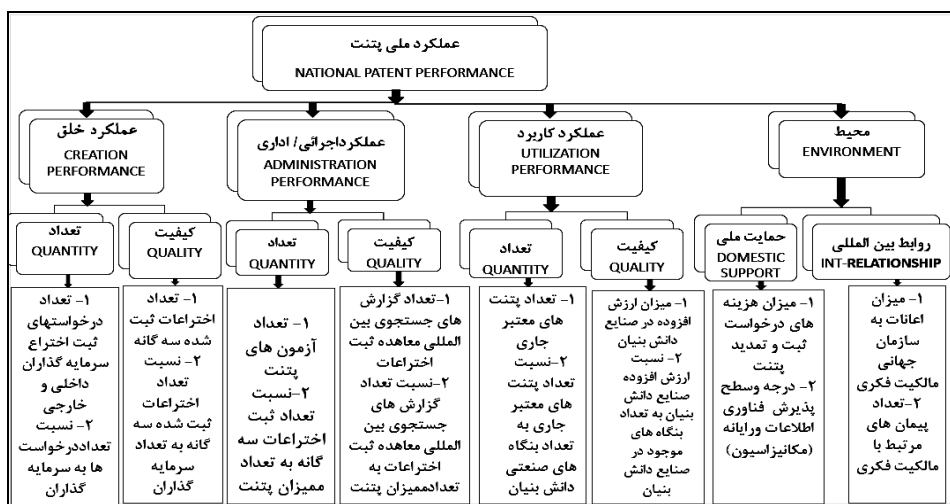 عملکرد ملی پتنت
NATIONAL PATENT PERFORMANCE
عملکرد خلق
CREATION
PERFORMANCE
عملکرداجرائی/ اداری
ADMINISTRATION
PERFORMANCE
عملکرد کاربرد
UTILIZATION
PERFORMANCE
محیط
ENVIRONMENT
تعداد
QUANTITY
کیفیت
QUALITY
تعداد
QUANTITY
کیفیت
QUALITY
تعداد
QUANTITY
کیفیت
QUALITY
حمایت ملی
DOMESTIC
SUPPORT
روابط بین المللی
INT-RELATIONSHIP
۱- تعداد
درخواستهای
ثبت اختراع
سرمایه گذاران
داخلی و
خارجی
۲- نسبت
تعداددرخواست
ها به سرمایه
گذاران
۱- تعداد
اختراعات ثبت
شده سه گانه
۲- نسبت
تعداد
اختراعات
ثبت شده سه
گانه به تعداد
سرمایه
گذاران
۱- تعداد
آزمون های
پتنت
۲-نسبت
تعداد ثبت
اختراعات سه
گانه به تعداد
ممیزان پتنت
۱-تعداد گزارش
های جستجوی بین
المللی معاهده ثبت
اختراعات
۲-نسبت تعداد
گزارش های
جستجوی بین
المللی معاهده ثبت
اختراعات به
تعدادممیزان پتنت
۱- تعداد پتنت
های معتبر
جاری
۲-نسبت
تعداد پتنت
های معتبر
جاری به
تعداد بنگاه
های صنعتی
دانش بنیان
۱- میزان ارزش
افزوده در صنایع
دانش بنیان
۲- نسبت
ارزش افزوده
صنایع دانش
بنیان به تعداد
بنگاه های
موجود در
صنایع دانش
بنیان
۱- میزان هزینه
های درخواست
ثبت و تمدید
پتنت
۲- درجه وسطح
پذیرش فناوری
اطلاعات ورایانه
(مکانیزاسیون)
۱- میزان
اعانات به
سازمان
جهانی
مالکیت فکری
۲-تعداد
پیمان های
مرتبط با
مالکیت فکری